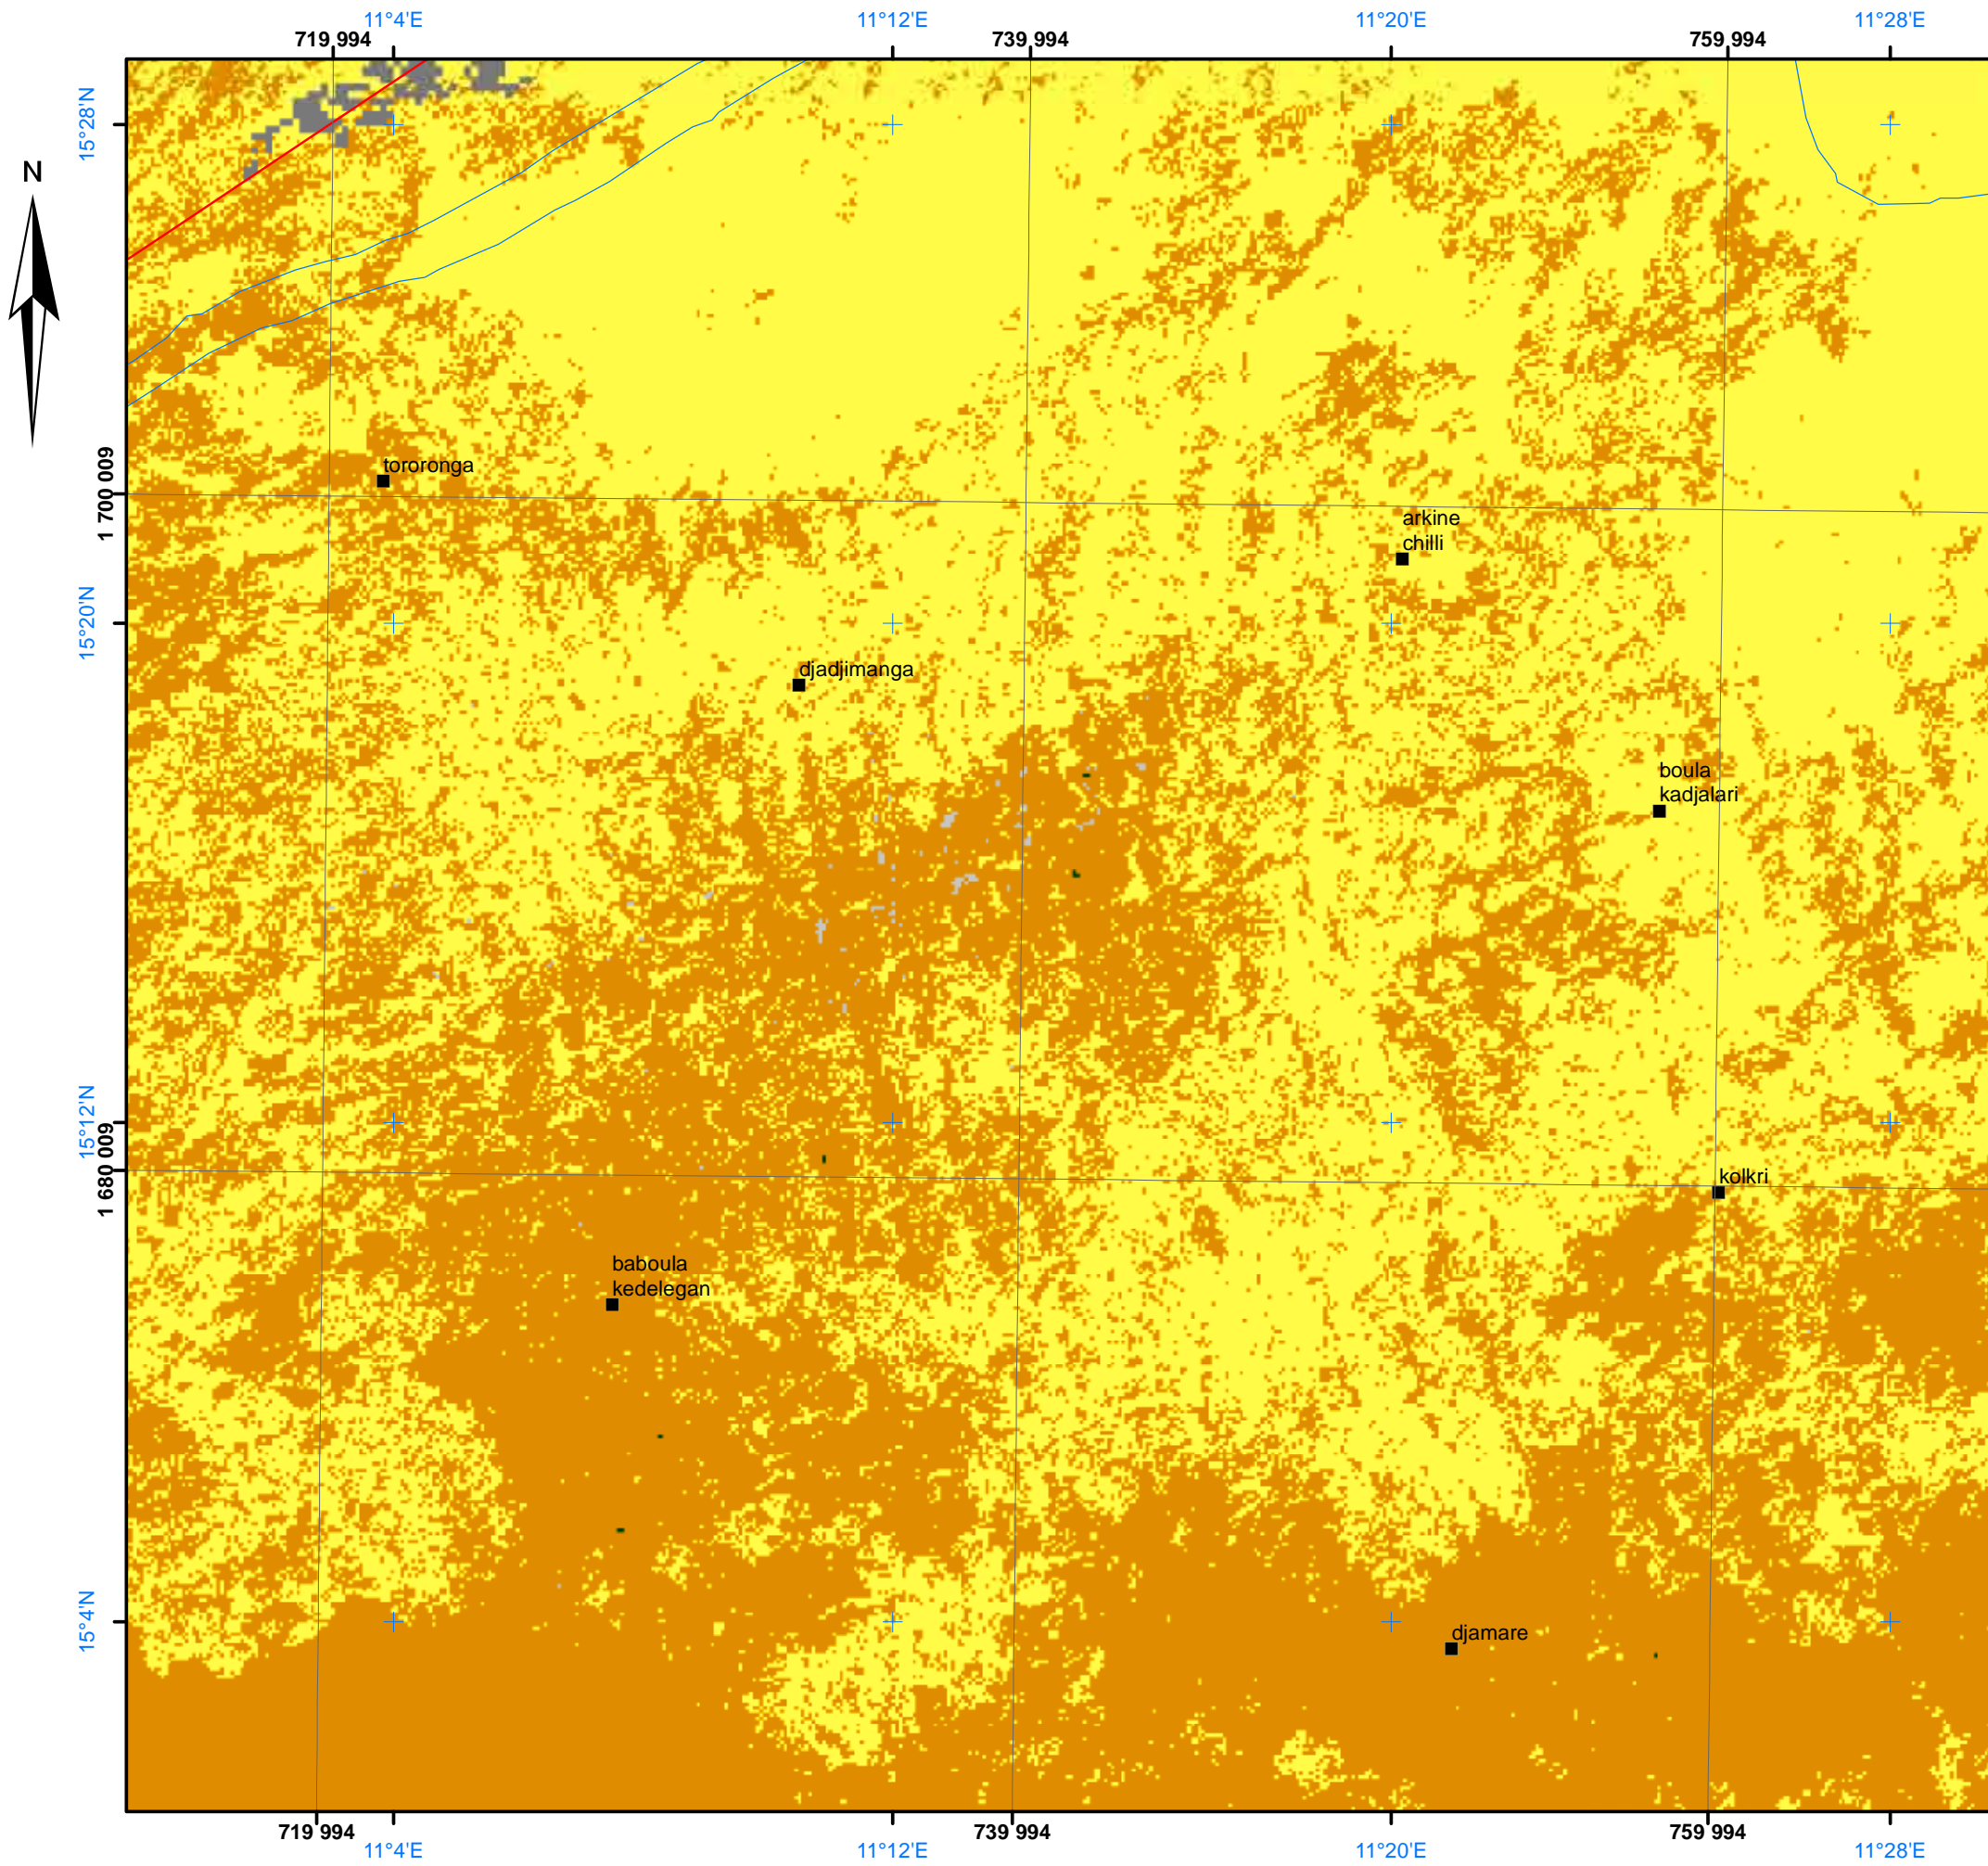 11°4'E 11°12'E 11°20'E 11°28'E
719 994 739 994 759 994
15°28'N
N
tororonga
1 700 009
arkine
chilli
15°20'N
djadjimanga
boula
kadjalari
15°12'N
1 680 009
kolkri
baboula
kedelegan
15°4'N
djamare
719 994 739 994 759 994
11°4'E 11°12'E 11°20'E 11°28'E